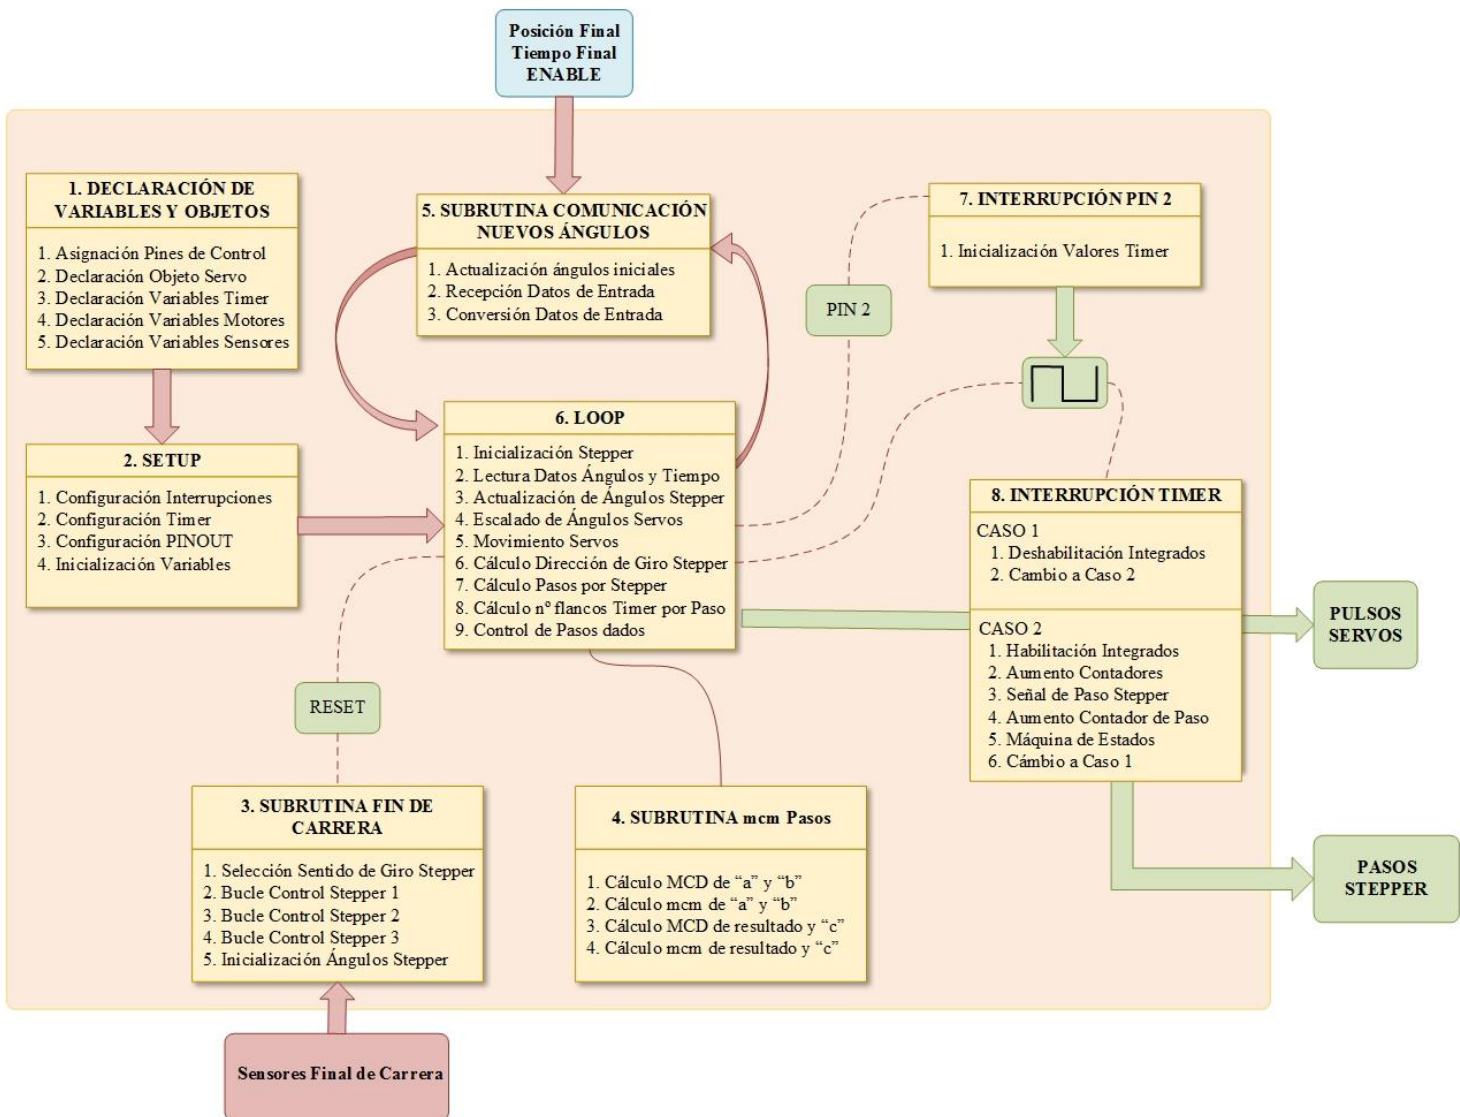 Posición Final
Tiempo Final
ENABLE
1. DECLARACIÓN DE
VARIABLES Y OBJETOS
1. Asignación Pines de Control
2. Declaración Objeto Servo
3. Declaración Variables Timer
4. Declaración Variables Motores
5. Declaración Variables Sensores
2. SETUP
1. Configuración Interrupciones
2. Configuración Timer
3. Configuración PINOUT
4. Inicialización Variables
5. SUBRUTINA COMUNICACIÓN
NUEVOS ÁNGULOS
1. Actualización ángulos iniciales
2. Recepción Datos de Entrada
3. Conversión Datos de Entrada
6. LOOP
1. Inicialización Stepper
2. Lectura Datos Ángulos y Tiempo
3. Actualización de Ángulos Stepper
4. Escalado de Ángulos Servos
5. Movimiento Servos
6. Cálculo Dirección de Giro Stepper
7. Cálculo Pasos por Stepper
8. Cálculo nº flancos Timer por Paso
9. Control de Pasos dados
PIN 2
7. INTERRUPCIÓN PIN 2
1. Inicialización Valores Timer
8. INTERRUPCIÓN TIMER
CASO 1
1. Deshabilitación Integrados
2. Cambio a Caso 2
CASO 2
1. Habilitación Integrados
2. Aumento Contadores
3. Señal de Paso Stepper
4. Aumento Contador de Paso
5. Máquina de Estados
6. Cámbio a Caso 1
PULSOS
SERVOS
PASOS
STEPPER
RESET
3. SUBRUTINA FIN DE
CARRERA
1. Selección Sentido de Giro Stepper
2. Bucle Control Stepper 1
3. Bucle Control Stepper 2
4. Bucle Control Stepper 3
5. Inicialización Ángulos Stepper
4. SUBRUTINA mcm Pasos
1. Cálculo MCD de “a” y “b”
2. Cálculo mcm de “a” y “b”
3. Cálculo MCD de resultado y “c”
4. Cálculo mcm de resultado y “c”
Sensores Final de Carrera